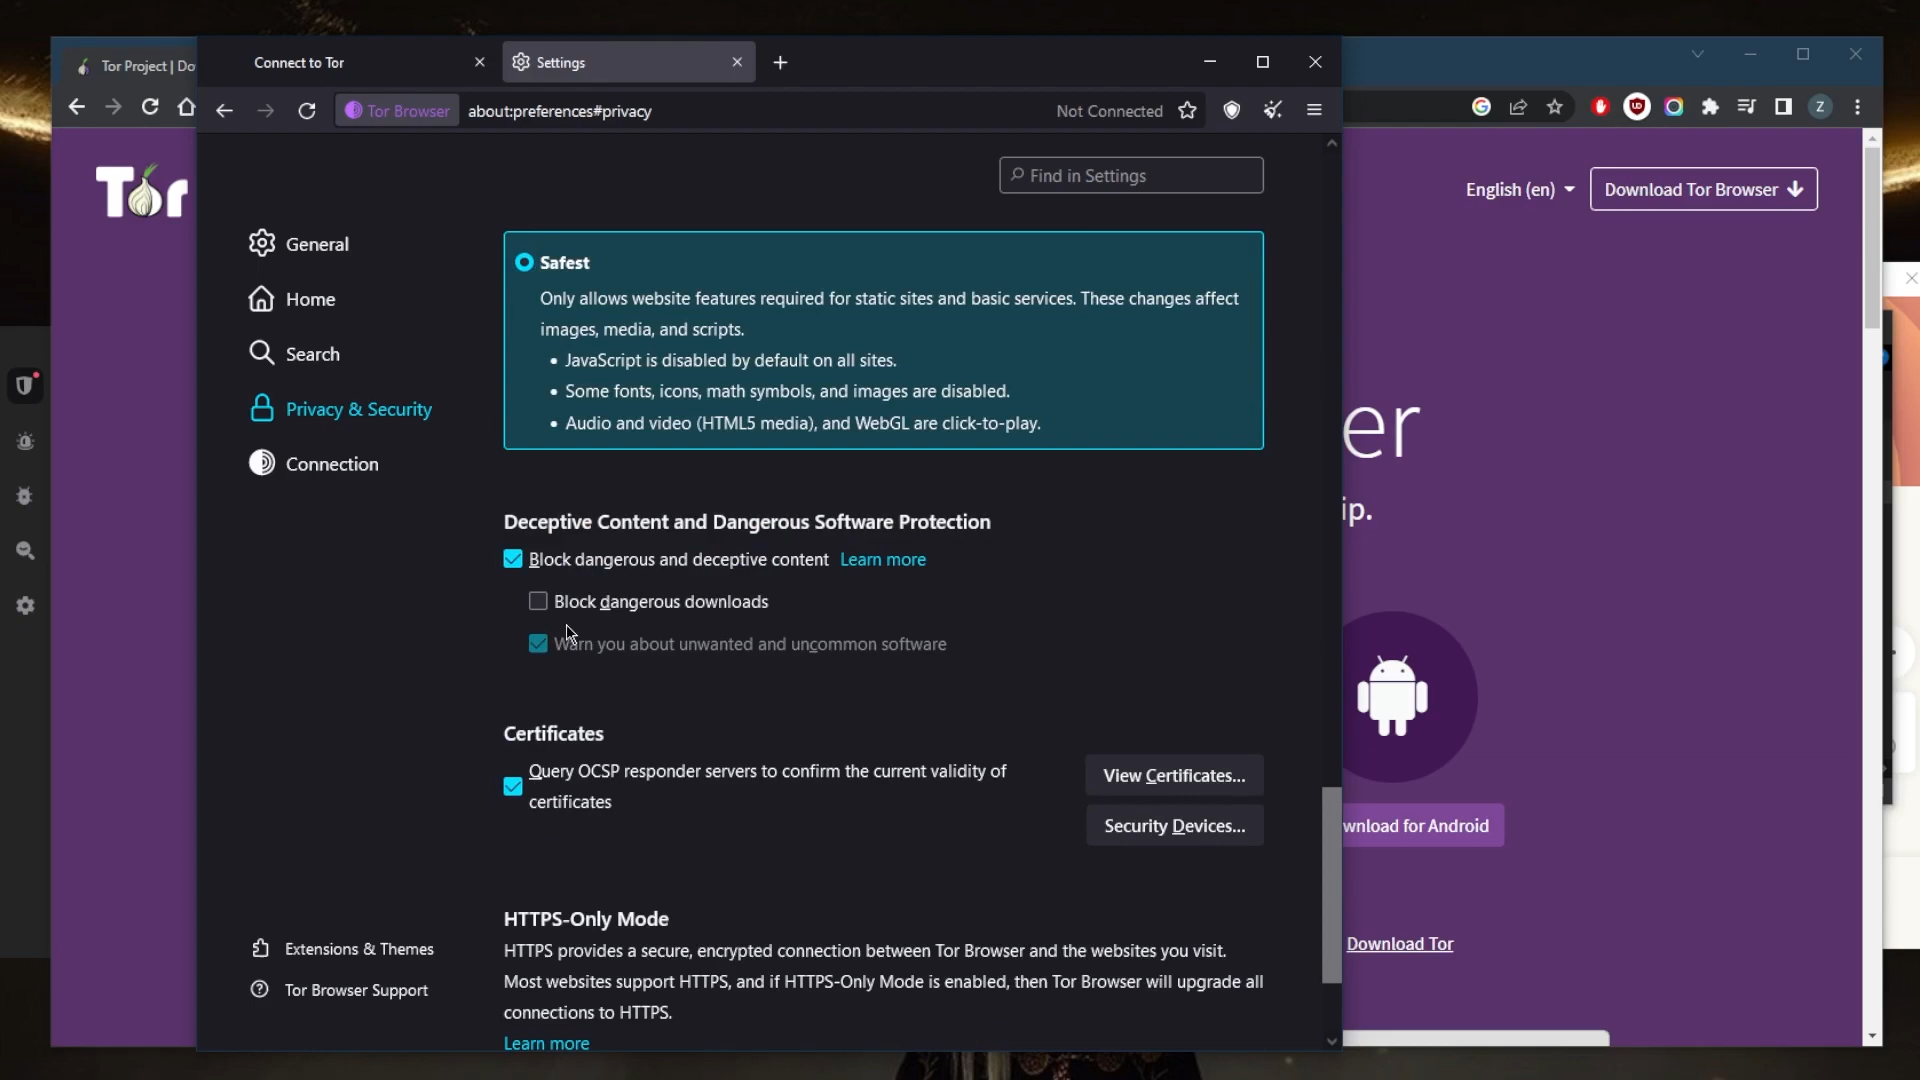 Tor Project | Do
Connect to Tor
Settings
Tor Browser
about:preferences#privacy
Not Connected
Z
Tor
Find in Settings
English (en)
Download Tor Browser
General
Home
Search
Privacy & Security
Connection
Safest
Only allows website features required for static sites and basic services. These changes affect
images, media, and scripts.
• JavaScript is disabled by default on all sites.
• Some fonts, icons, math symbols, and images are disabled.
• Audio and video (HTML5 media), and WebGL are click-to-play.
er
ip.
Deceptive Content and Dangerous Software Protection
Block dangerous and deceptive content Learn more
Block dangerous downloads
Warn you about unwanted and uncommon software
Certificates
Query OCSP responder servers to confirm the current validity of
certificates
View Certificates...
Security Devices...
wnload for Android
HTTPS-Only Mode
HTTPS provides a secure, encrypted connection between Tor Browser and the websites you visit.
Most websites support HTTPS, and if HTTPS-Only Mode is enabled, then Tor Browser will upgrade all
connections to HTTPS.
Learn more
Extensions & Themes
Tor Browser Support
Download Tor